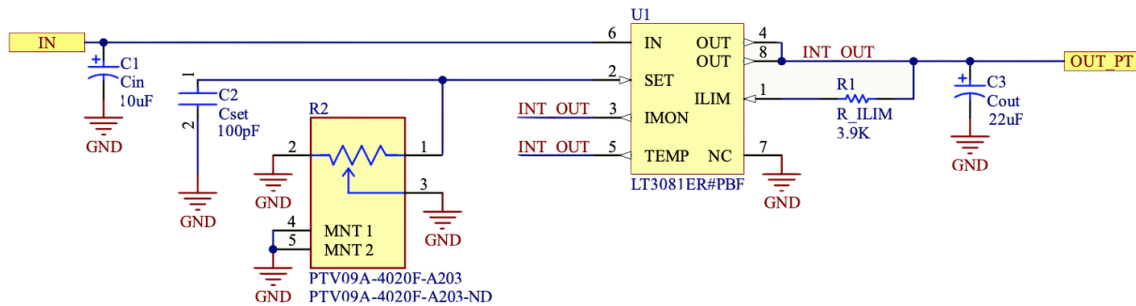 U1
IN
6
IN
OUT
4
OUT
8
INT_OUT
OUT_PT
C1
Cin
10uF
GND
1
C2
Cset
100pF
2
GND
2
SET
ILIM
1
R1
R_ILIM
3.9K
C3
Cout
22uF
GND
INT_OUT
3
IMON
INT_OUT
5
TEMP
NC
7
GND
LT3081ER#PBF
R2
2
1
3
GND
GND
4
MNT 1
5
MNT 2
GND
PTV09A-4020F-A203
PTV09A-4020F-A203-ND